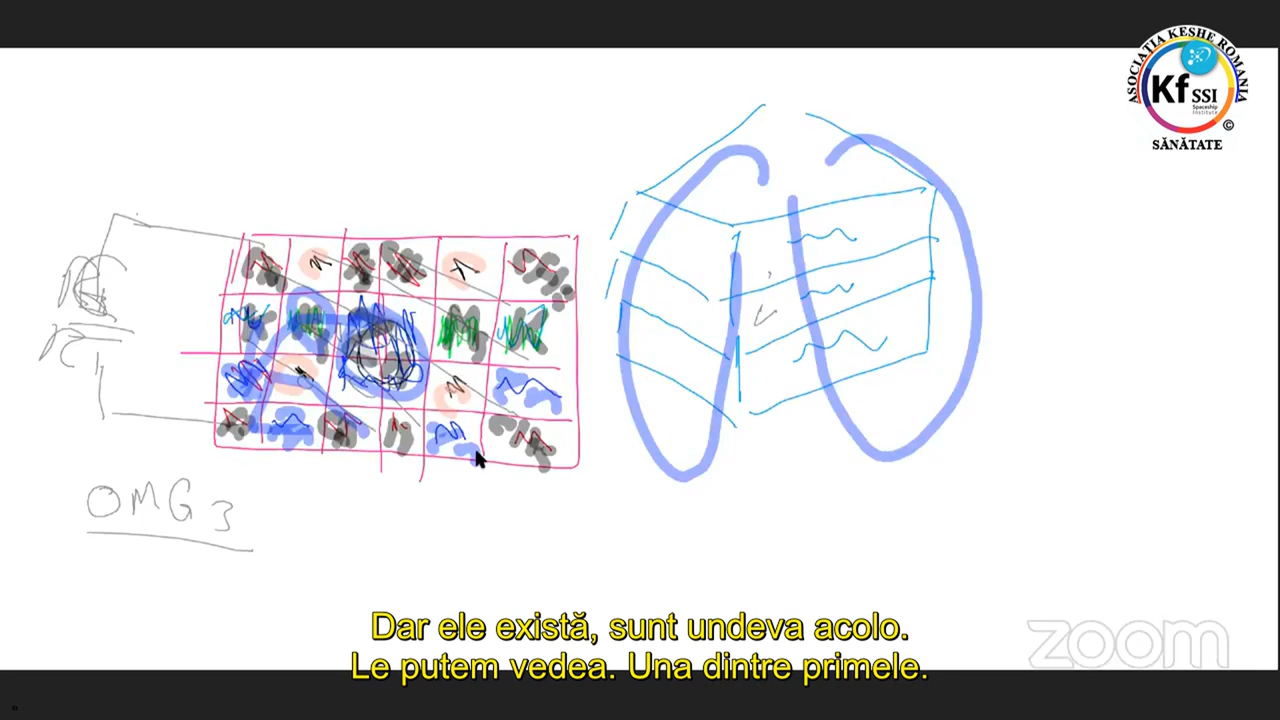 ASOCIAȚIA KESHE ROMANIA
Kf SSI
Spaceship
Institute
©
SĂNĂTATE
OMG 3
Dar ele există, sunt undeva acolo.
Le putem vedea. Una dintre primele.
zoom